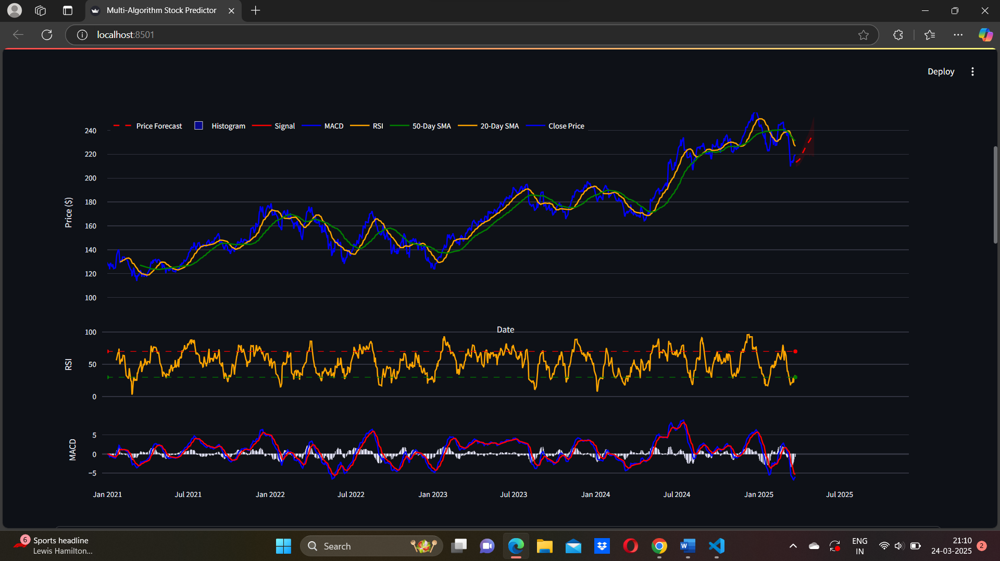 Multi-Algorithm Stock Predictor
localhost:8501
Deploy
Price Forecast Histogram Signal MACD RSI 50-Day SMA 20-Day SMA Close Price
240
220
200
180
160
140
120
100
Price ($)
Date
100
50
0
RSI
5
0
−5
MACD
Jan 2021 Jul 2021 Jan 2022 Jul 2022 Jan 2023 Jul 2023 Jan 2024 Jul 2024 Jan 2025 Jul 2025
6
Sports headline
Lewis Hamilton...
Search
W
ENG
IN
21:10
24-03-2025
2